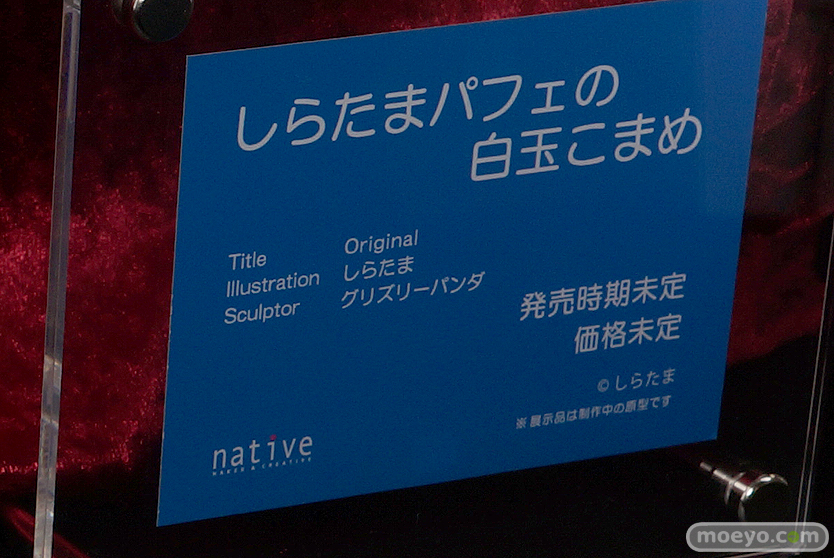 しらたまパフェの
白玉こまめ
Title Original
Illustration しらたま
Sculptor グリズリーパンダ
発売時期未定
価格未定
© しらたま
※ 展示品は制作中の原型です
native
MAKER & CREATIVE
moeyo.com